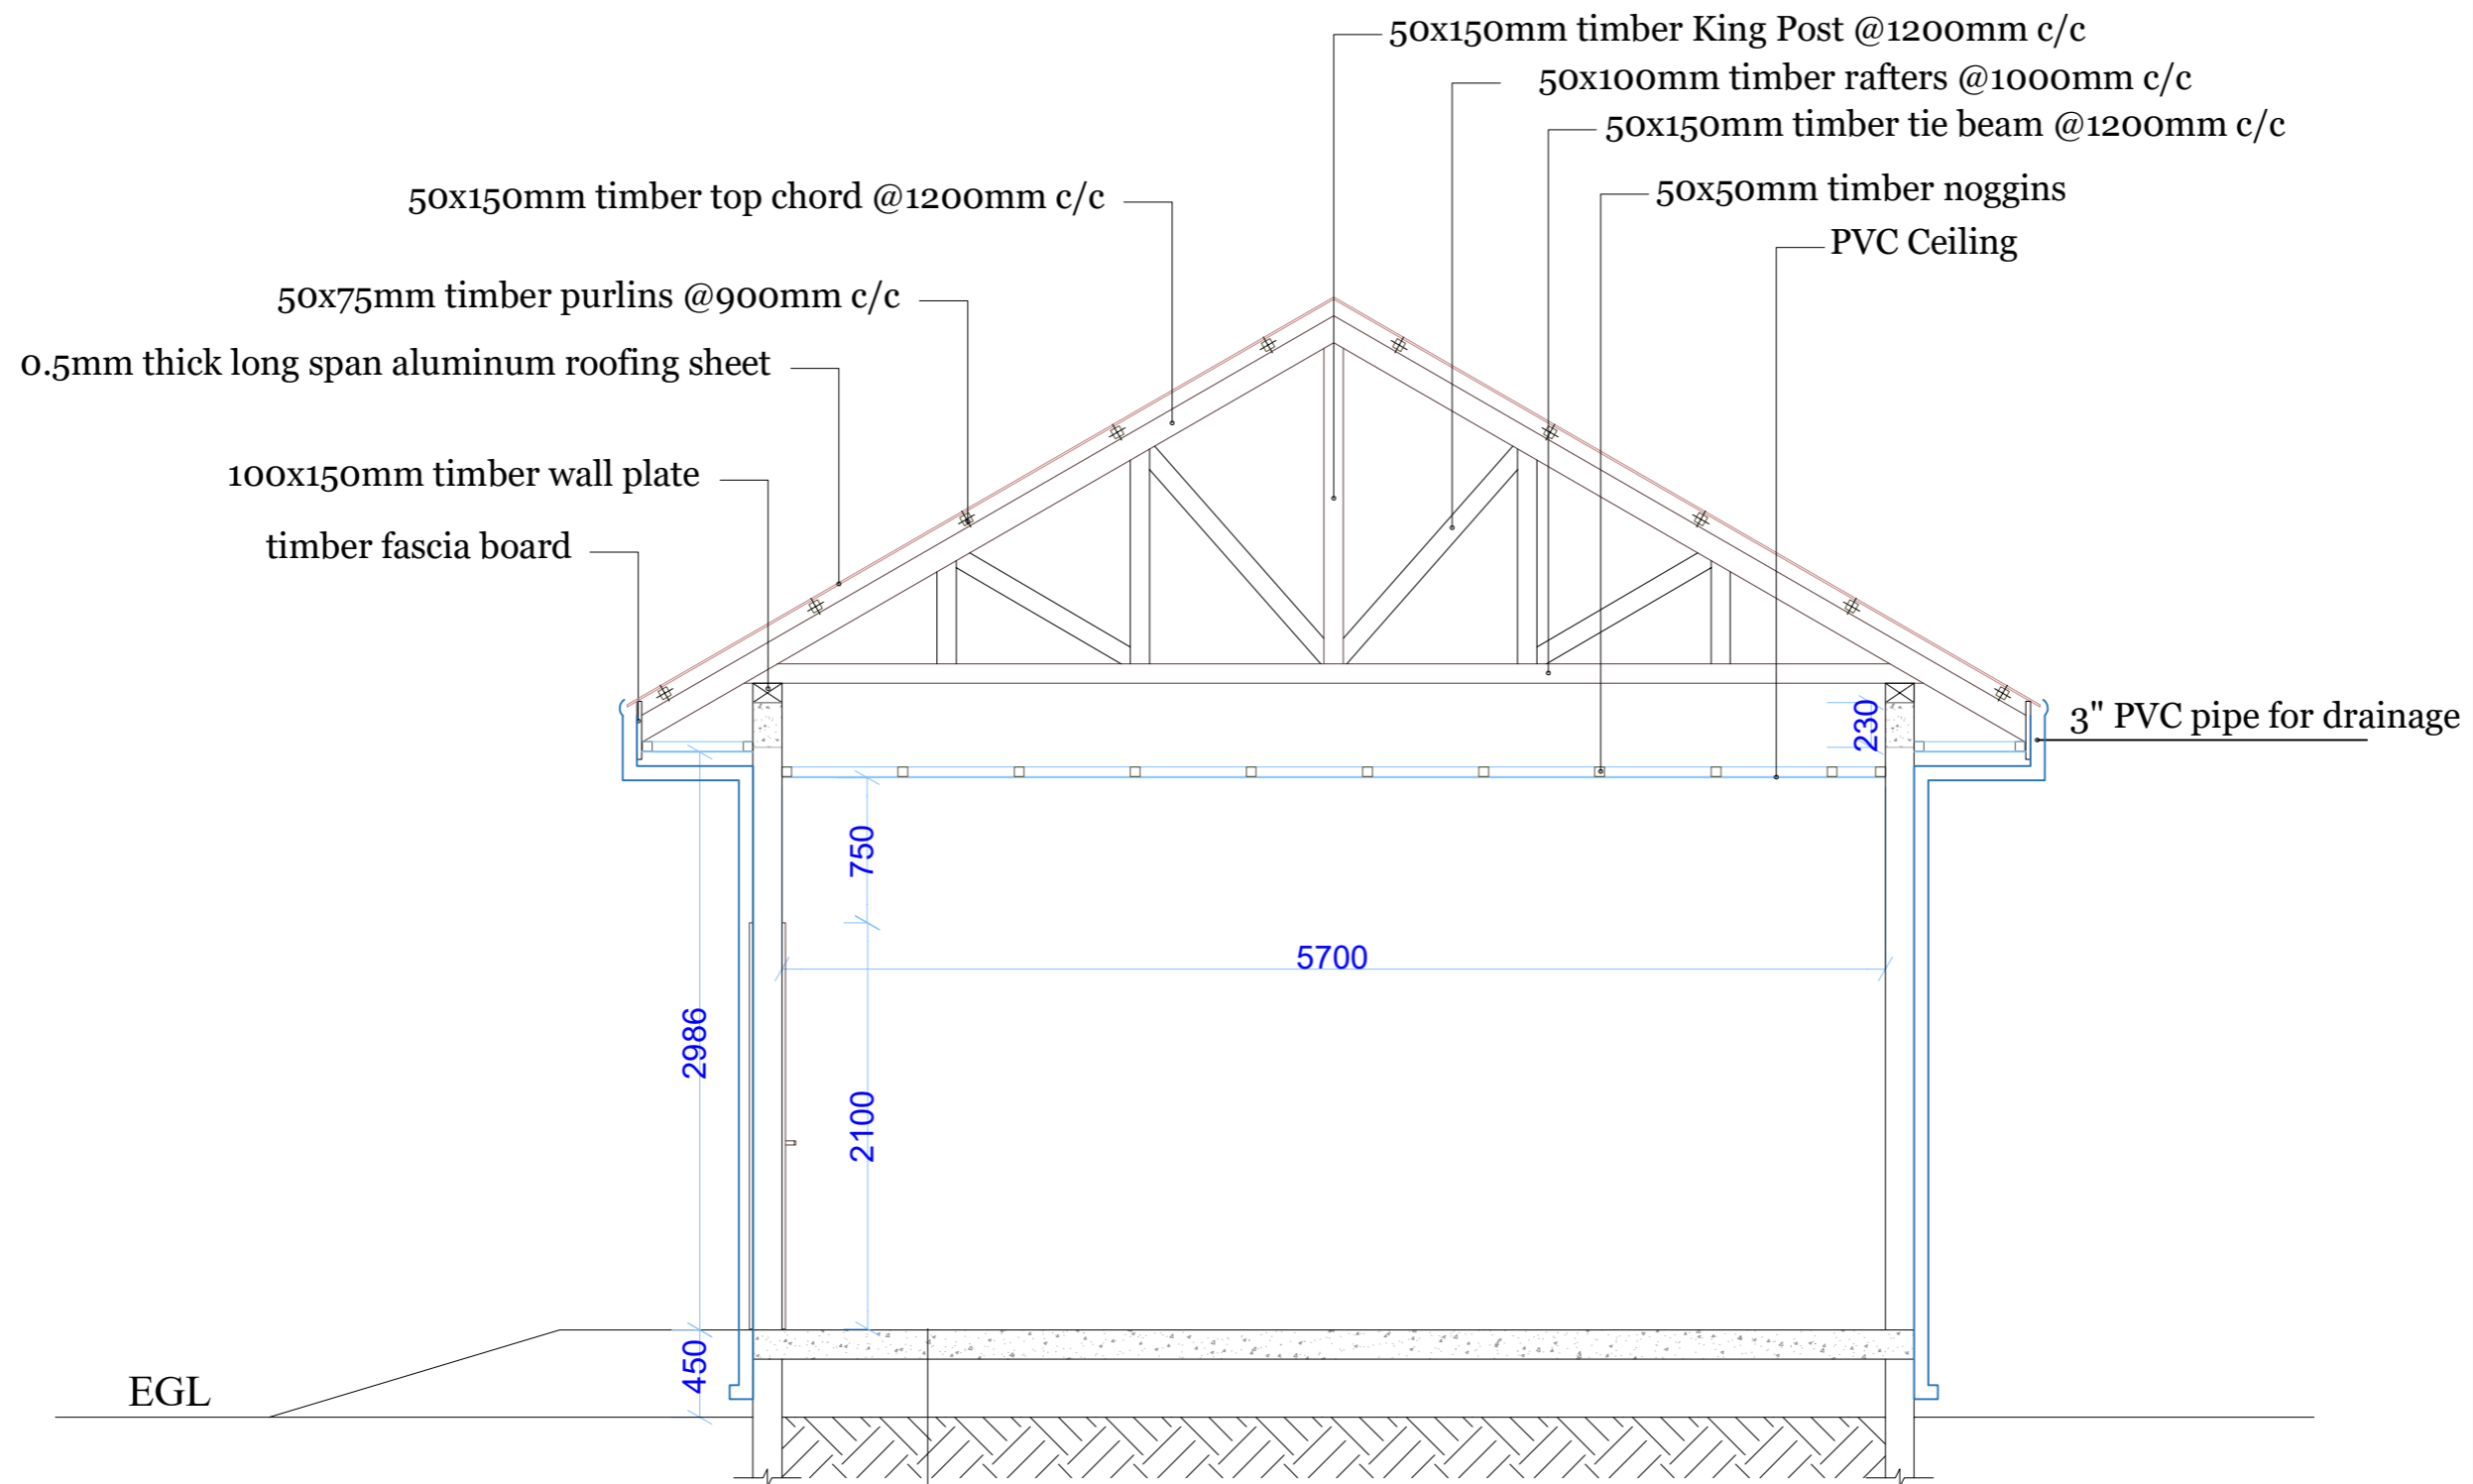 50x150mm timber King Post @1200mm c/c
50x100mm timber rafters @1000mm c/c
50x150mm timber tie beam @1200mm c/c
50x50mm timber noggins
PVC Ceiling
50x150mm timber top chord @1200mm c/c
50x75mm timber purlins @900mm c/c
0.5mm thick long span aluminum roofing sheet
100x150mm timber wall plate
timber fascia board
230
3" PVC pipe for drainage
750
5700
2986
2100
450
EGL